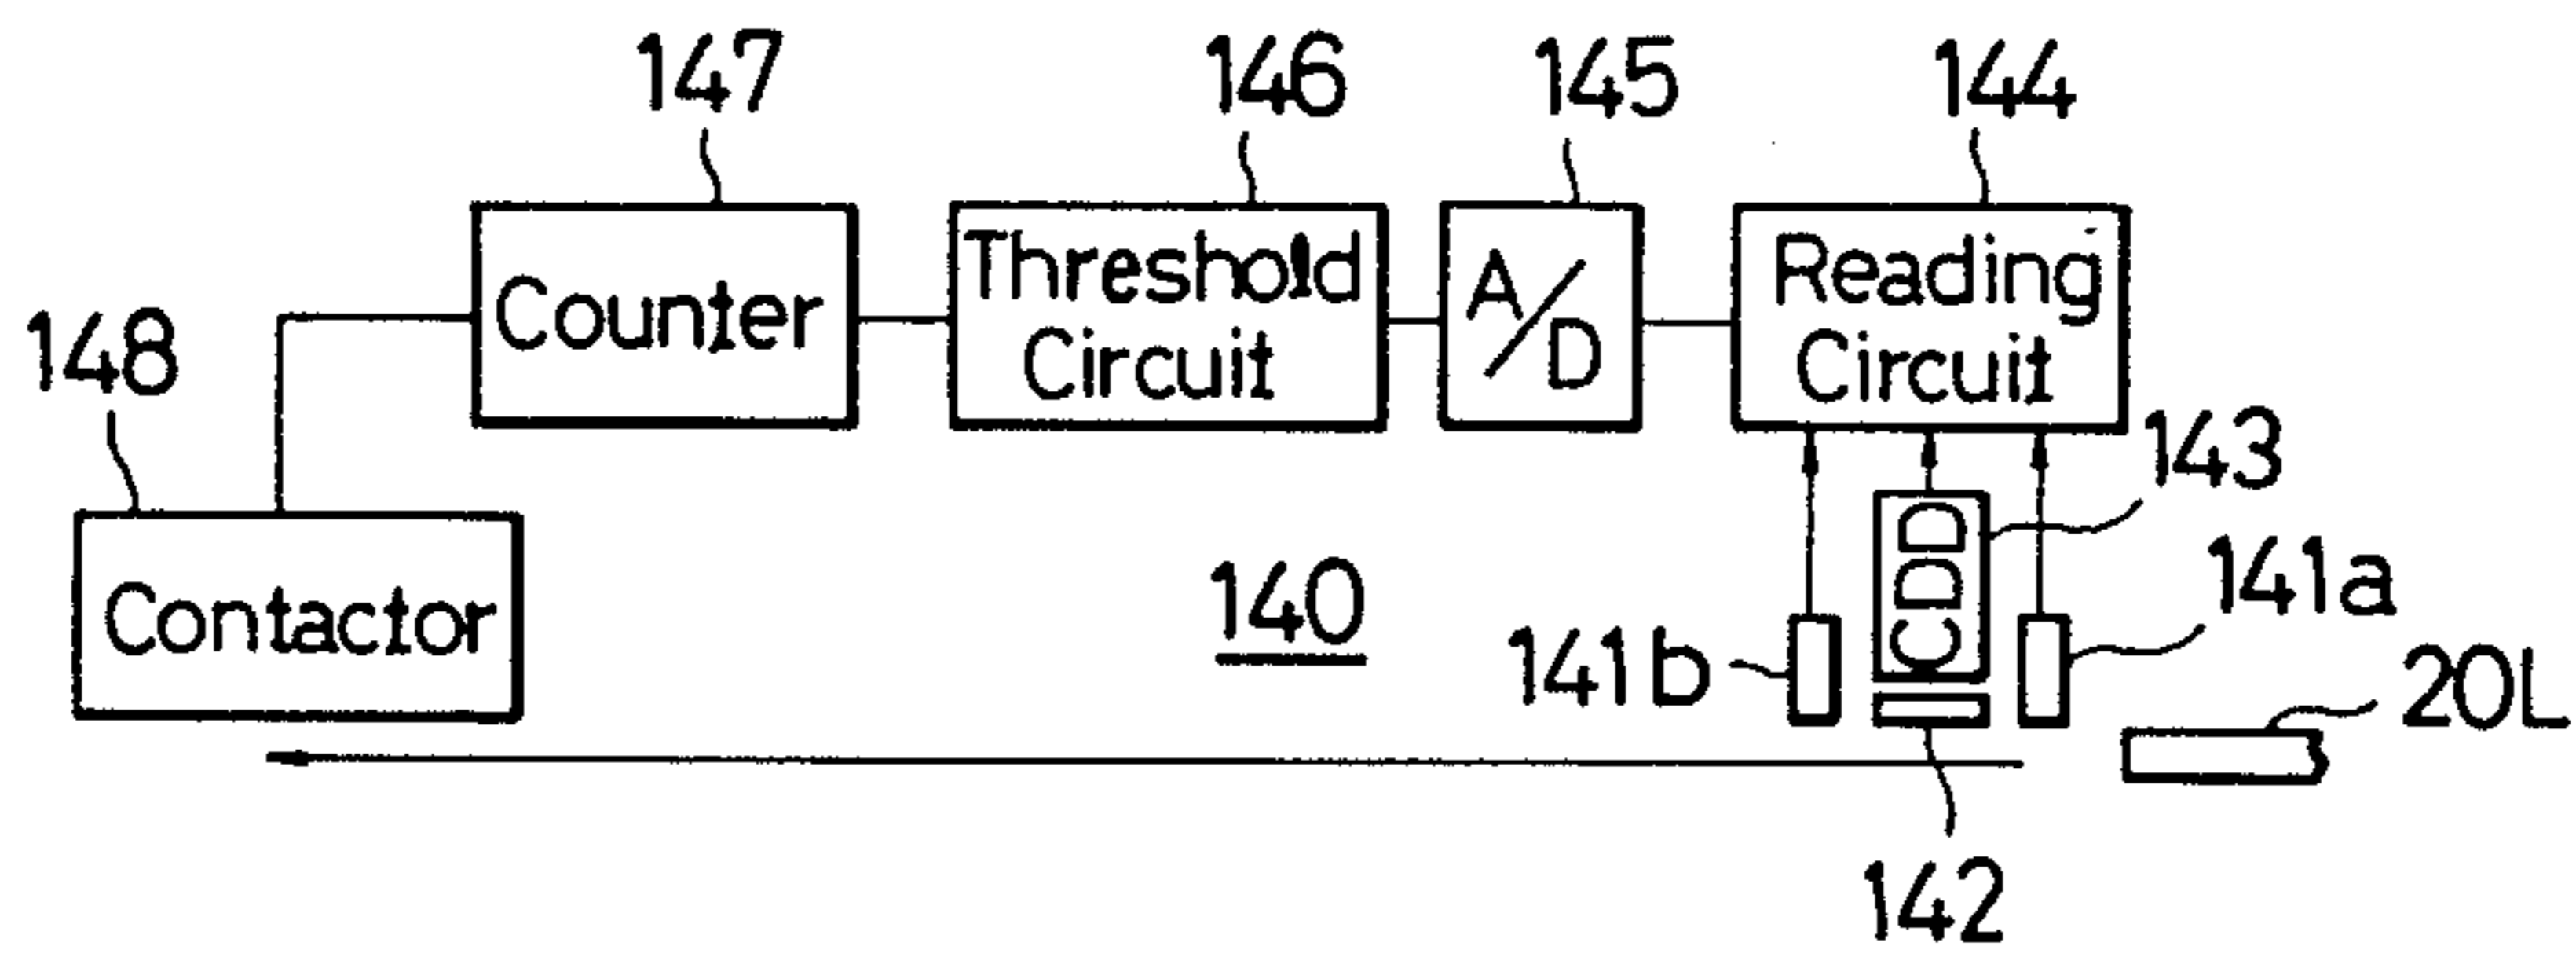 147
146
145
144
148
Counter
Threshold
Circuit
A/D
Reading
Circuit
143
Contactor
CDD
140
141b
141a
20L
142